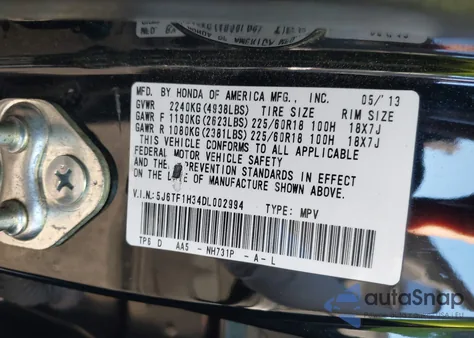 MFD. BY HONDA OF AMERICA MFG., INC. 05/'13
GVWR 2240KG(4938LBS) TIRE SIZE RIM SIZE
GAWR F 1190KG(2623LBS) 225/60R18 100H 18X7J
GAWR R 1080KG(2381LBS) 225/60R18 100H 18X7J
THIS VEHICLE CONFORMS TO ALL APPLICABLE
FEDERAL MOTOR VEHICLE SAFETY
AND PREVENTION STANDARDS IN EFFECT
ON THE DATE OF MANUFACTURE SHOWN ABOVE.
V.I.N:5J6TF1H34DL002994 TYPE: MPV
TP6 D AA5 - NH731P - A - L
autoSnap